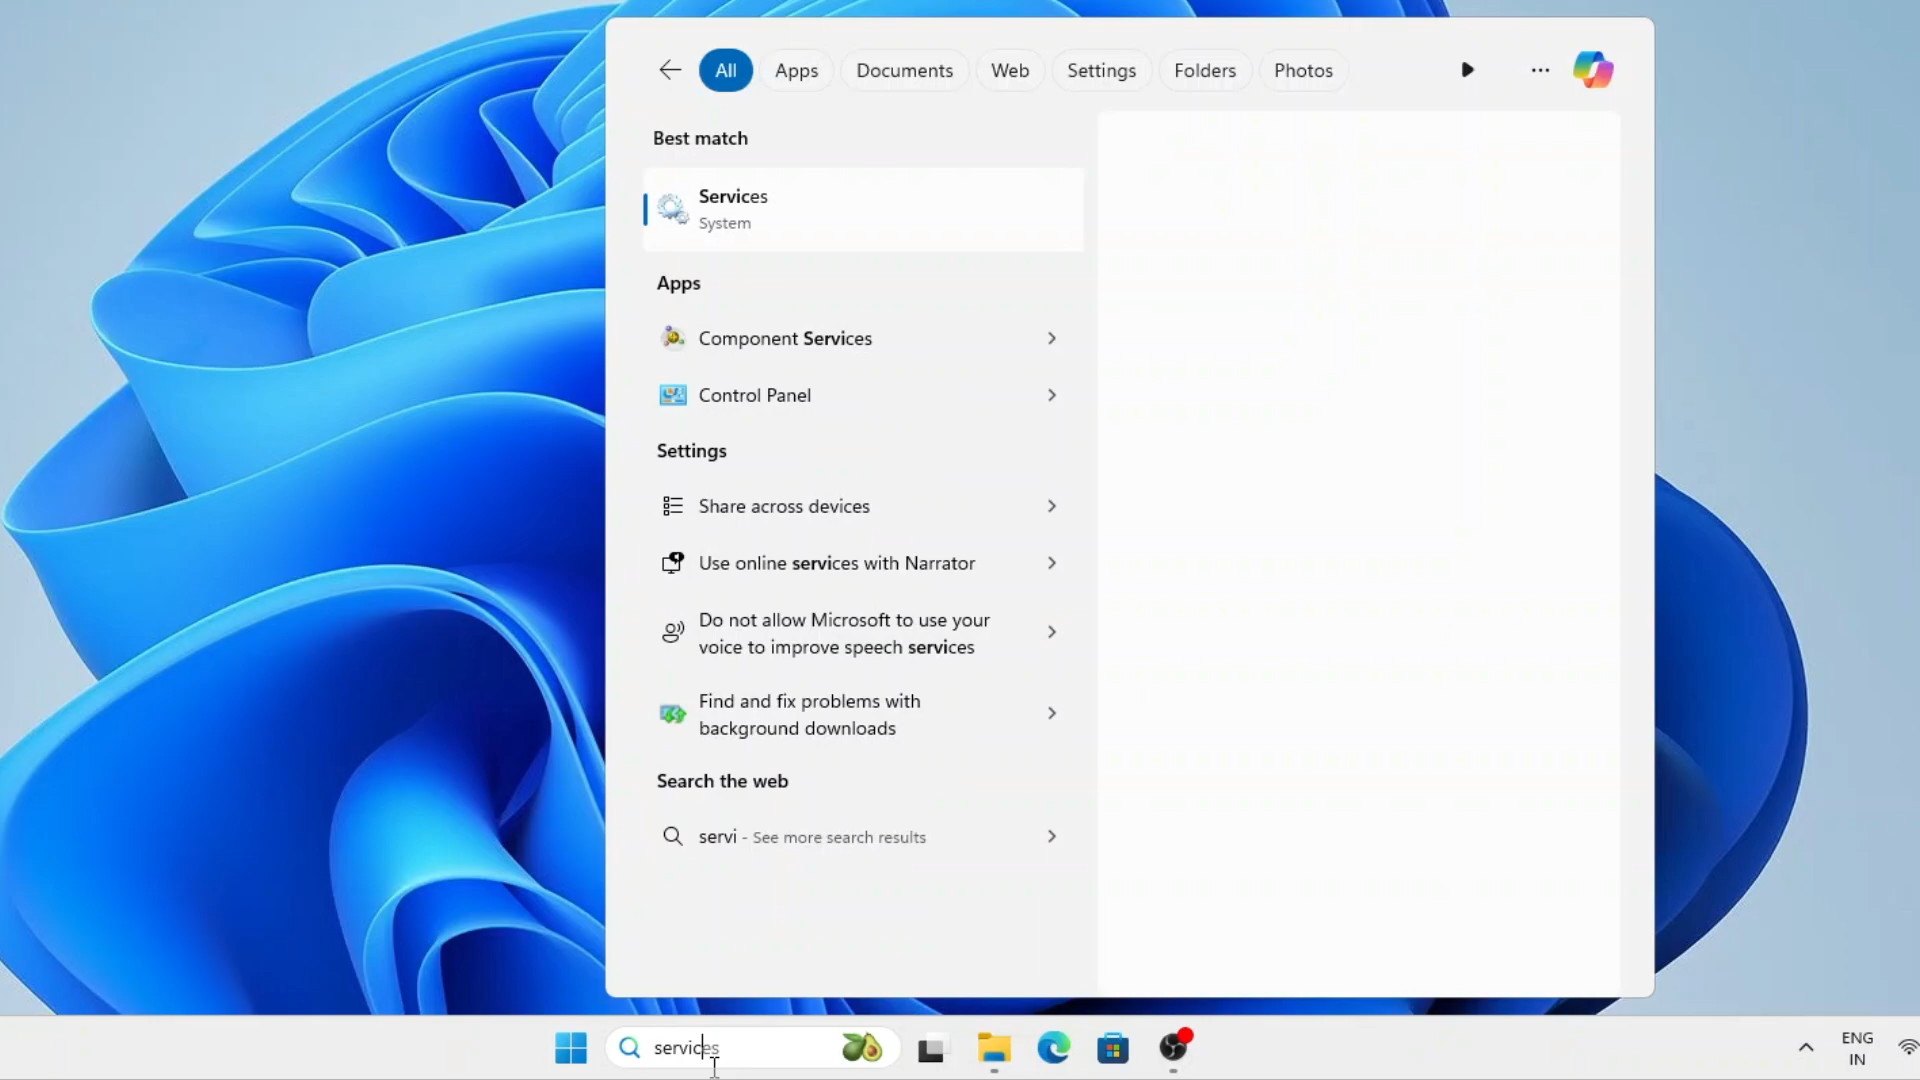 All Apps Documents Web Settings Folders Photos
Best match
Services
System
Apps
Component Services
Control Panel
Settings
Share across devices
Use online services with Narrator
Do not allow Microsoft to use your
voice to improve speech services
Find and fix problems with
background downloads
Search the web
servi - See more search results
services
ENG
IN